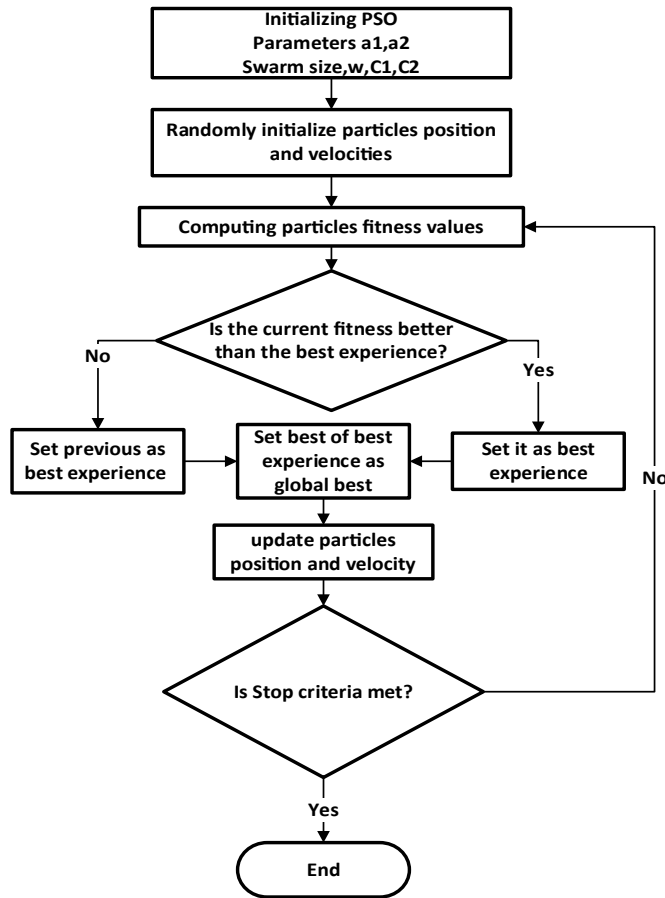 Initializing PSO
Parameters a1,a2
Swarm size,w,C1,C2
Randomly initialize particles position
and velocities
Computing particles fitness values
Is the current fitness better
than the best experience?
No
Yes
Set previous as
best experience
Set best of best
experience as
global best
Set it as best
experience
No
update particles
position and velocity
Is Stop criteria met?
Yes
End